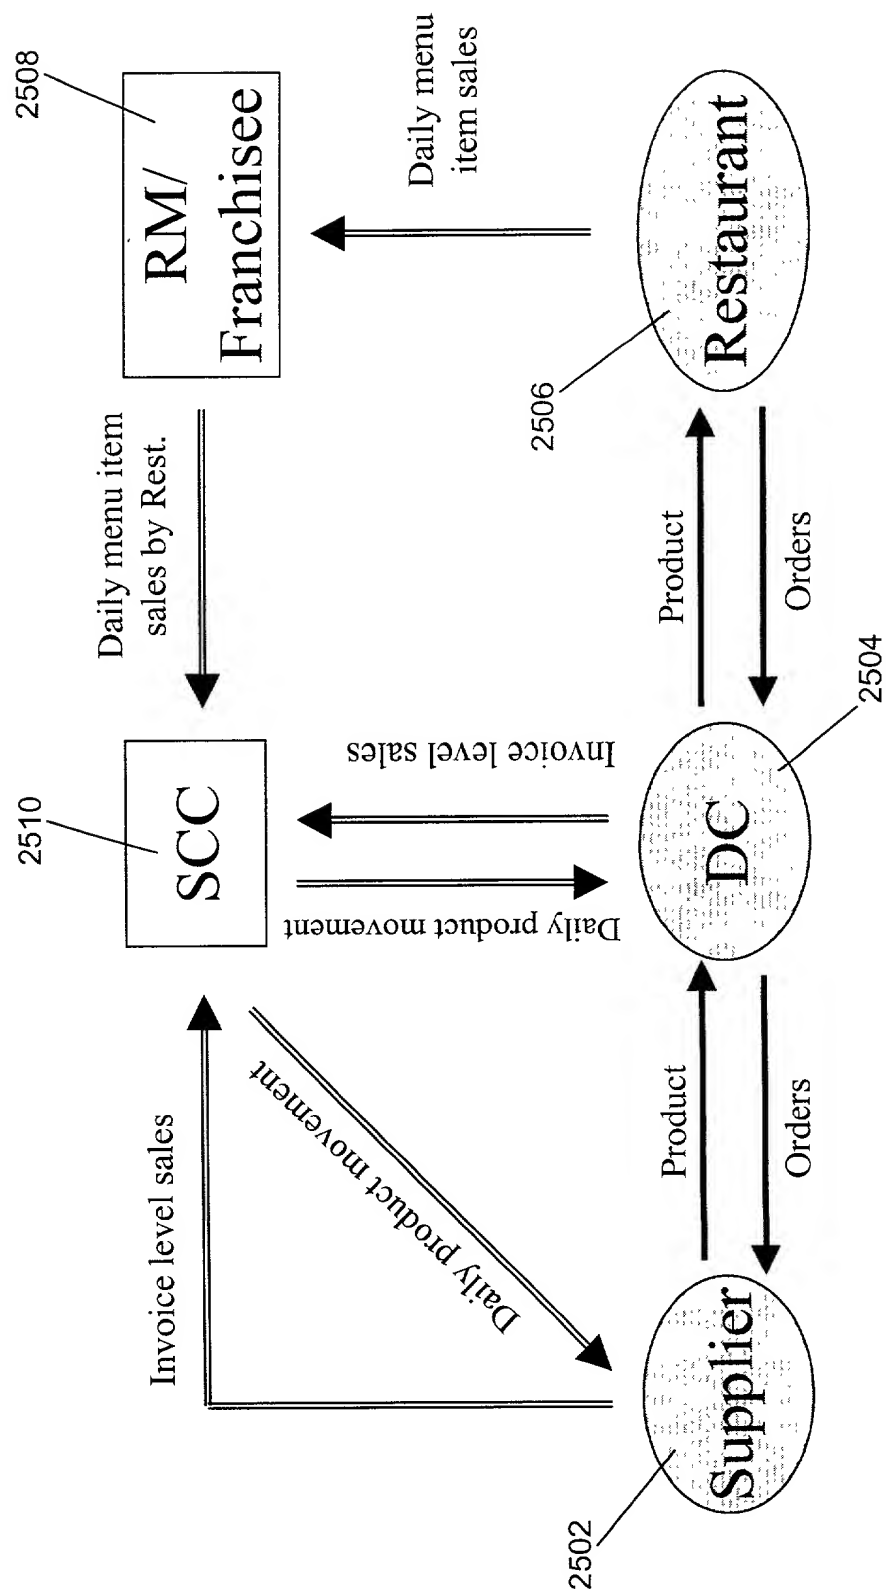 2510
2508
Invoice level sales
SCC
Daily menu item
sales by Rest.
RM/
Franchisee
Daily product movement
Daily product movement
Invoice level sales
Daily menu
item sales
2502
2506
Supplier
Product
Orders
DC
Product
Orders
Restaurant
2504